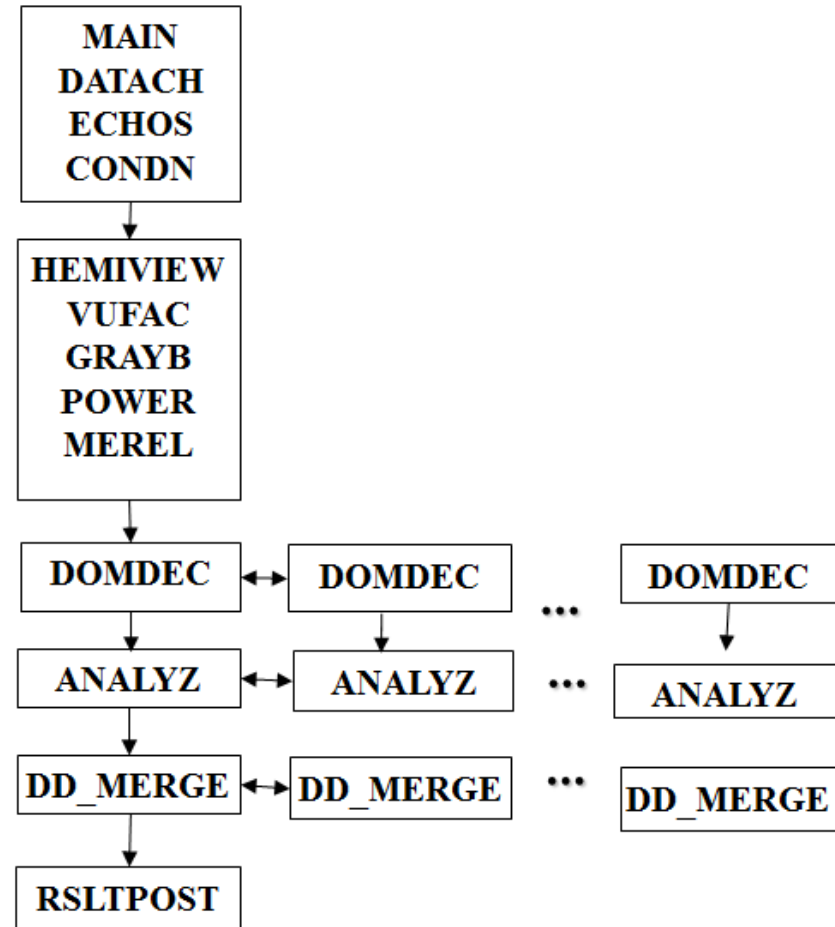 MAIN
DATACH
ECHOS
CONDN
HEMIVIEW
VUFAC
GRAYB
POWER
MEREL
DOMDEC
DOMDEC
...
DOMDEC
ANALYZ
ANALYZ
...
ANALYZ
DD_MERGE
DD_MERGE
...
DD_MERGE
RSLTPOST